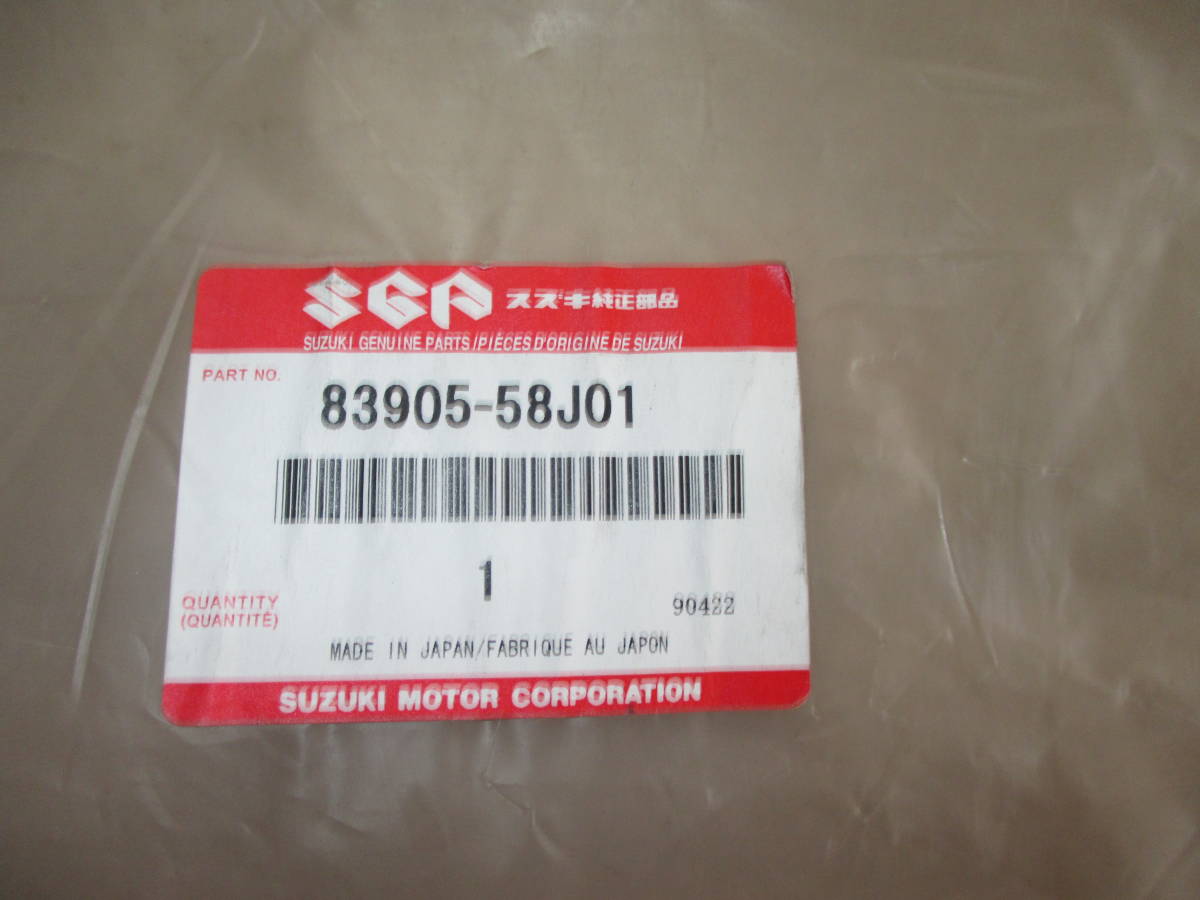 SGP スズキ純正部品
SUZUKI GENUINE PARTS/PIÈCES D'ORIGINE DE SUZUKI
PART NO.
83905-58J01
1
QUANTITY
(QUANTITÉ)
90422
MADE IN JAPAN/FABRIQUE AU JAPON
SUZUKI MOTOR CORPORATION